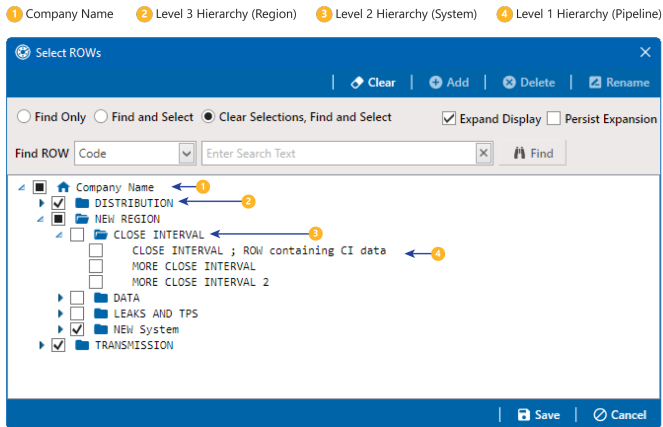 1 Company Name 2 Level 3 Hierarchy (Region) 3 Level 2 Hierarchy (System) 4 Level 1 Hierarchy (Pipeline)
Select ROWs
Clear Add Delete Rename
Find Only Find and Select Clear Selections, Find and Select Expand Display Persist Expansion
Find ROW Code Enter Search Text Find
Company Name 1
DISTRIBUTION 2
NEW REGION
CLOSE INTERVAL 3
CLOSE INTERVAL ; ROW containing CI data 4
MORE CLOSE INTERVAL
MORE CLOSE INTERVAL 2
DATA
LEAKS AND TPS
NEW System
TRANSMISSION
Save Cancel